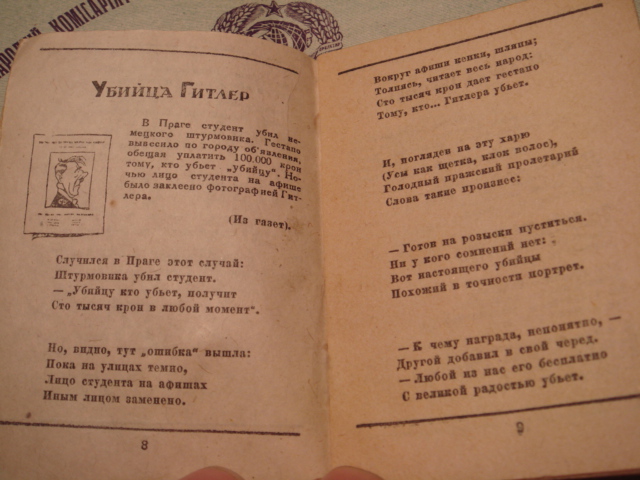 АРОДНИЙ КОМІСАРІАТ
Убийца Гитлер
В Праге студент убил не-
мецкого штурмовика. Гестапо
вывесило по городу об'явления,
обещая уплатить 100.000 крон
тому, кто убьет „убийцу". Но-
чью лицо студента на афише
было заклеено фотографией Гит-
лера.
(Из газет).
Случился в Праге этот случай:
Штурмовика убил студент.
— „Убийцу кто убьет, получит
Сто тысяч крон в любой момент".
Но, видно, тут „ошибка" вышла:
Пока на улицах темно,
Лицо студента на афишах
Иным лицом заменено.
8
Вокруг афиши кепки, шляпы;
Толпясь, читает весь народ:
Сто тысяч крон дает гестапо
Тому, кто... Гитлера убьет.
И, поглядев на эту харю
(Усы как щетка, клок волос),
Голодный пражский пролетарий
Слова такие произнес:
— Готов на розыски пуститься.
Ни у кого сомнений нет:
Вот настоящего убийцы
Похожий в точности портрет.
— К чему награда, непонятно, —
Другой добавил в свой черед.
— Любой из нас его бесплатно
С великой радостью убьет.
9